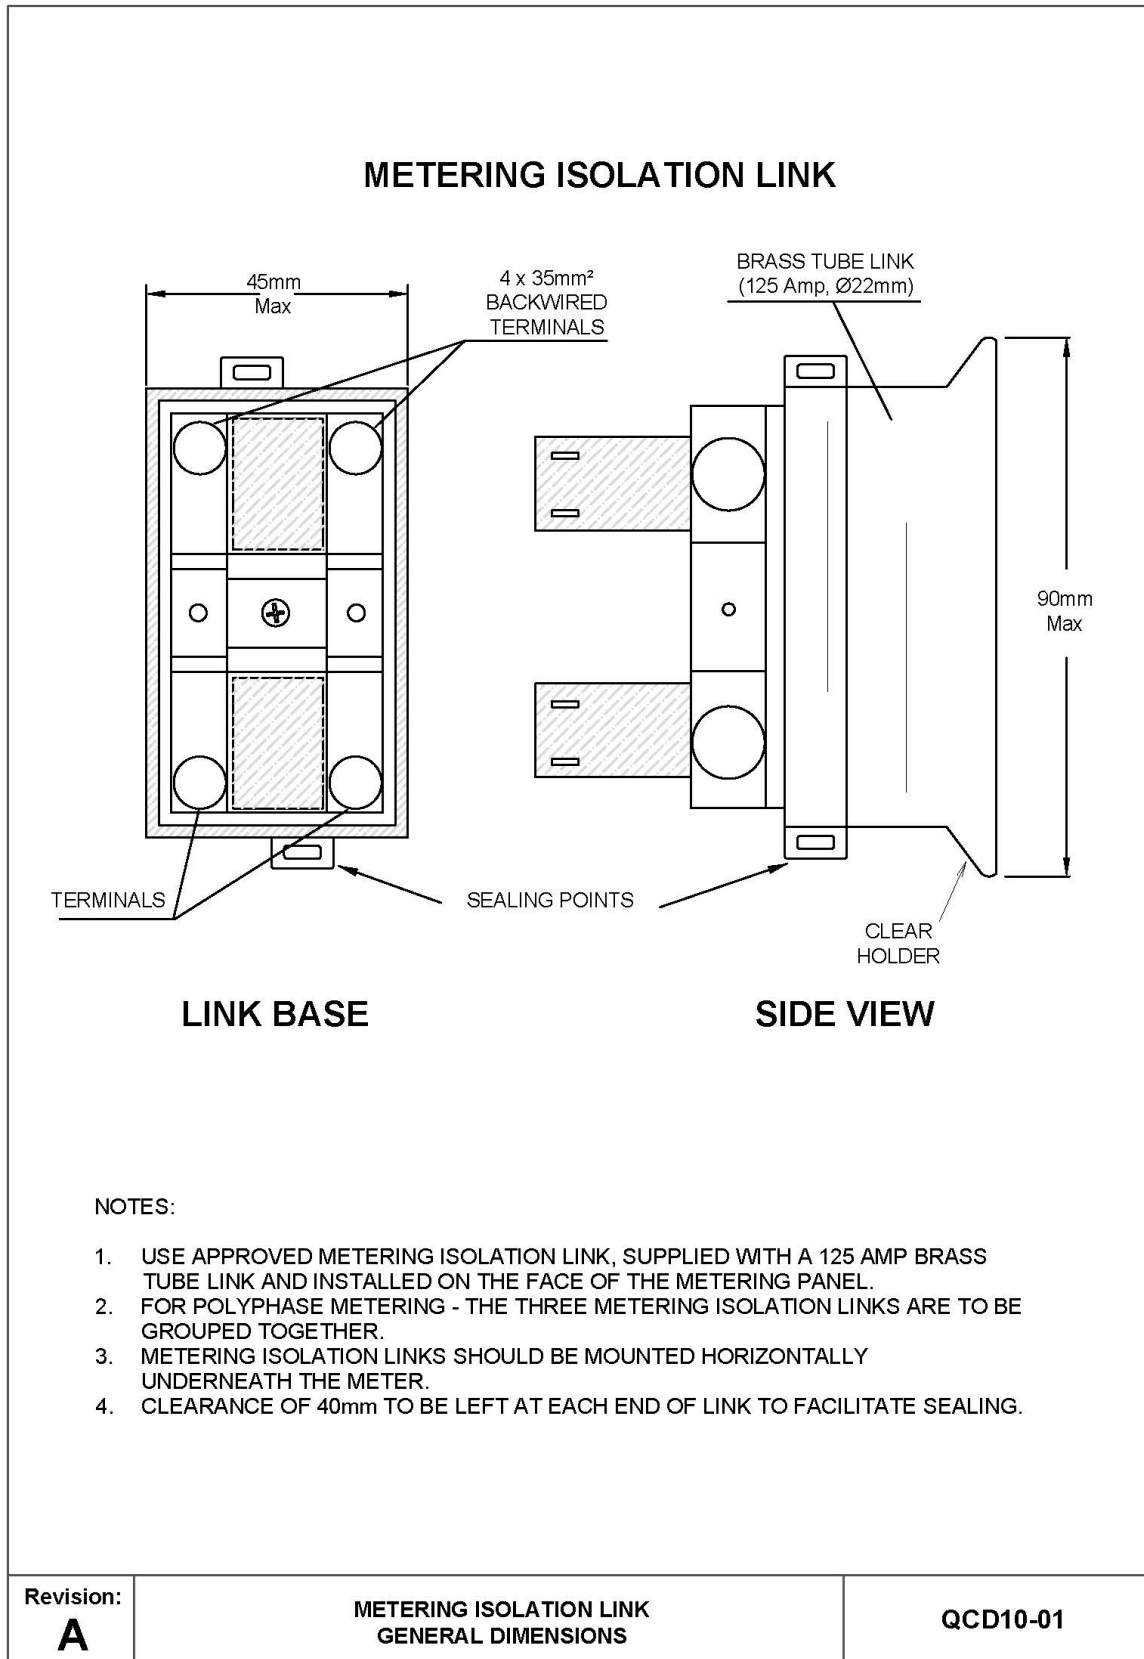 METERING ISOLATION LINK
45mm
Max
4 x 35mm²
BACKWIRED
TERMINALS
BRASS TUBE LINK
(125 Amp, Ø22mm)
90mm
Max
TERMINALS
SEALING POINTS
CLEAR
HOLDER
LINK BASE
SIDE VIEW
NOTES:
1. USE APPROVED METERING ISOLATION LINK, SUPPLIED WITH A 125 AMP BRASS
TUBE LINK AND INSTALLED ON THE FACE OF THE METERING PANEL.
2. FOR POLYPHASE METERING - THE THREE METERING ISOLATION LINKS ARE TO BE
GROUPED TOGETHER.
3. METERING ISOLATION LINKS SHOULD BE MOUNTED HORIZONTALLY
UNDERNEATH THE METER.
4. CLEARANCE OF 40mm TO BE LEFT AT EACH END OF LINK TO FACILITATE SEALING.
Revision:
A
METERING ISOLATION LINK
GENERAL DIMENSIONS
QCD10-01